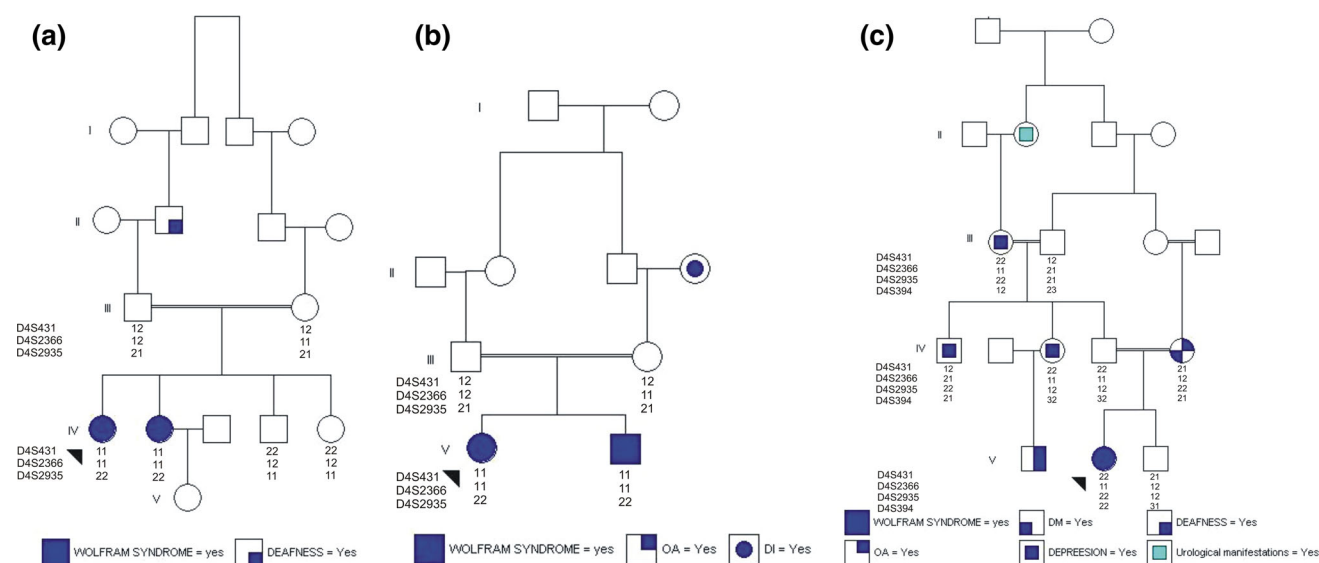 (a)
I
II
III
D4S431 12 12
D4S2366 12 11
D4S2935 21 21
IV
D4S431 11 11 22 22
D4S2366 11 11 12 12
D4S2935 22 22 11 11
V
WOLFRAM SYNDROME = yes DEAFNESS = Yes
(b)
I
II
III
D4S431 12 12
D4S2366 12 11
D4S2935 21 21
V
D4S431 11 11
D4S2366 11 11
D4S2935 22 22
WOLFRAM SYNDROME = yes OA = Yes DI = Yes
(c)
II
III
D4S431 22 12
D4S2366 11 21
D4S2935 22 21
D4S394 12 23
IV
D4S431 12 22 22 21
D4S2366 21 11 11 12
D4S2935 22 12 12 22
D4S394 21 32 32 21
V
D4S431 22 21
D4S2366 11 12
D4S2935 22 12
D4S394 22 31
WOLFRAM SYNDROME = yes DM = Yes DEAFNESS = Yes
OA = Yes DEPREESION = Yes Urological manifestations = Yes